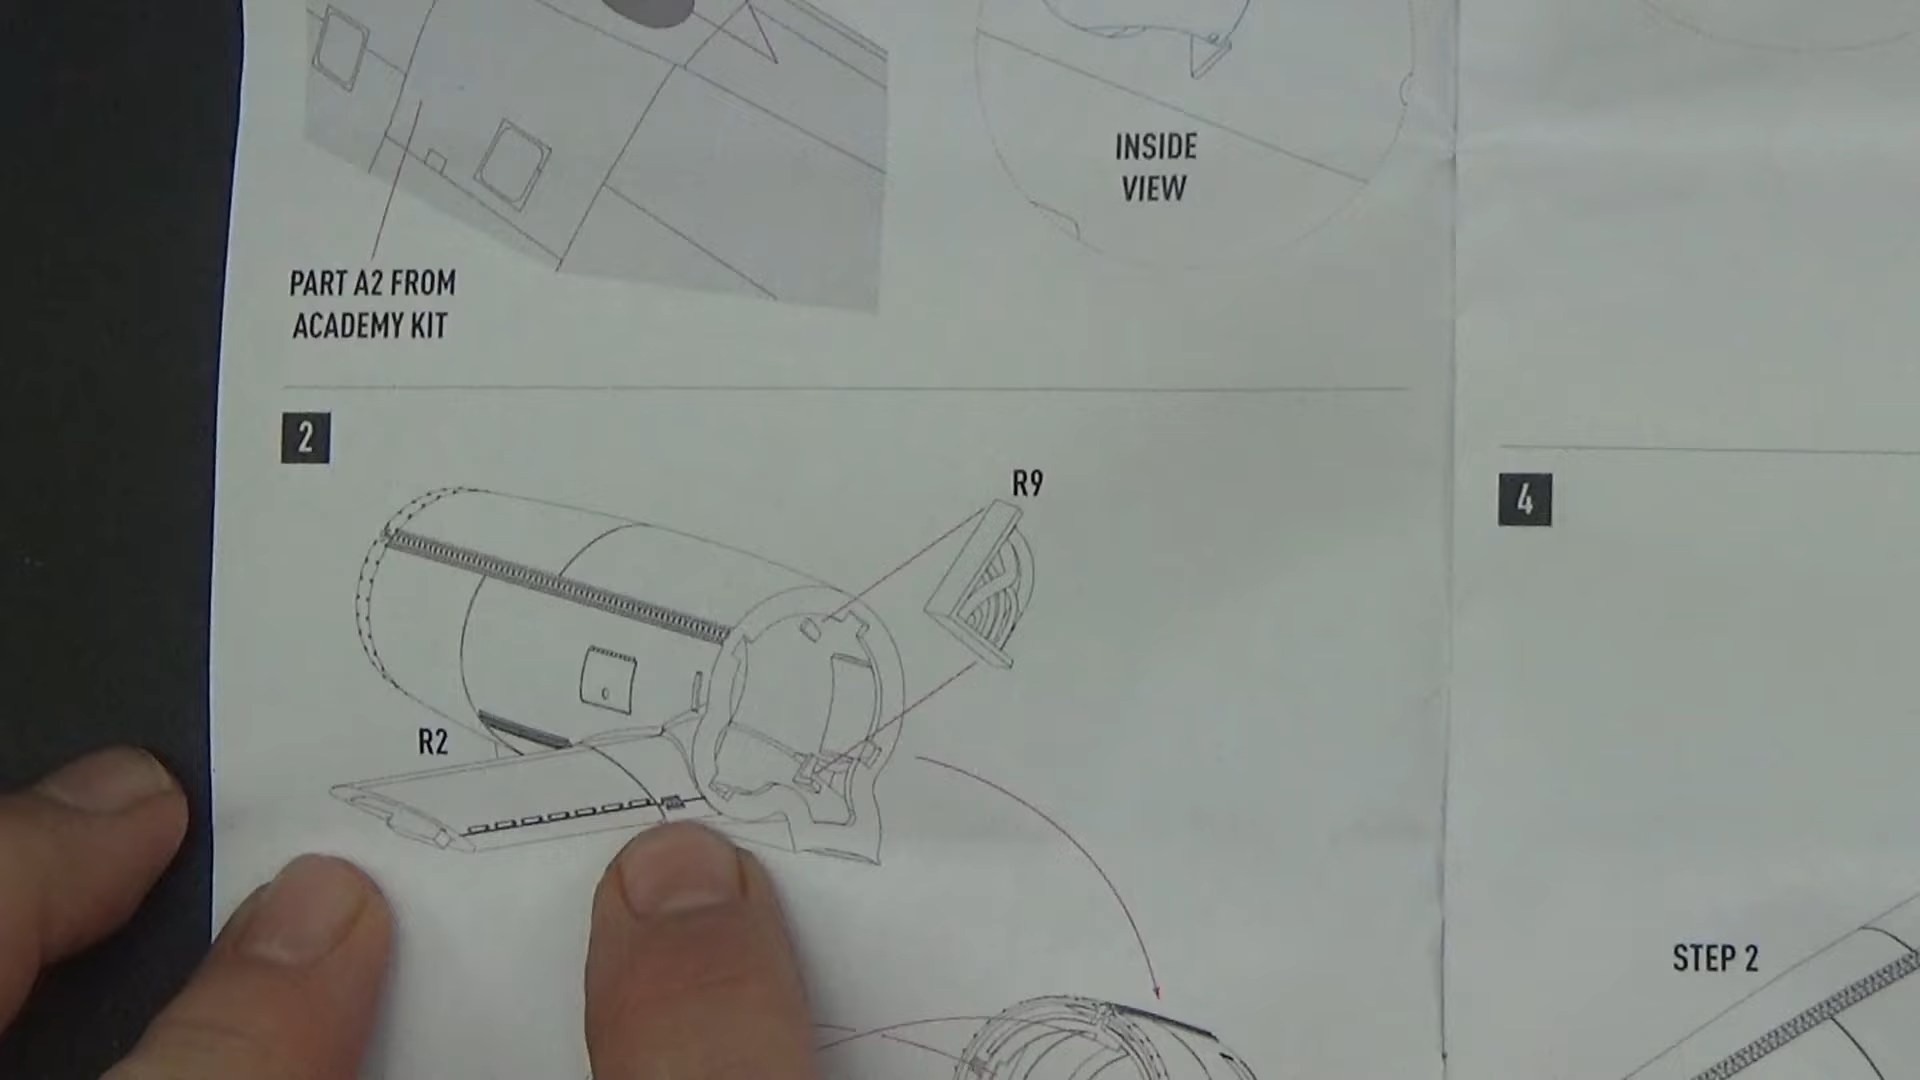 INSIDE
VIEW
PART A2 FROM
ACADEMY KIT
2
R9
R2
4
STEP 2